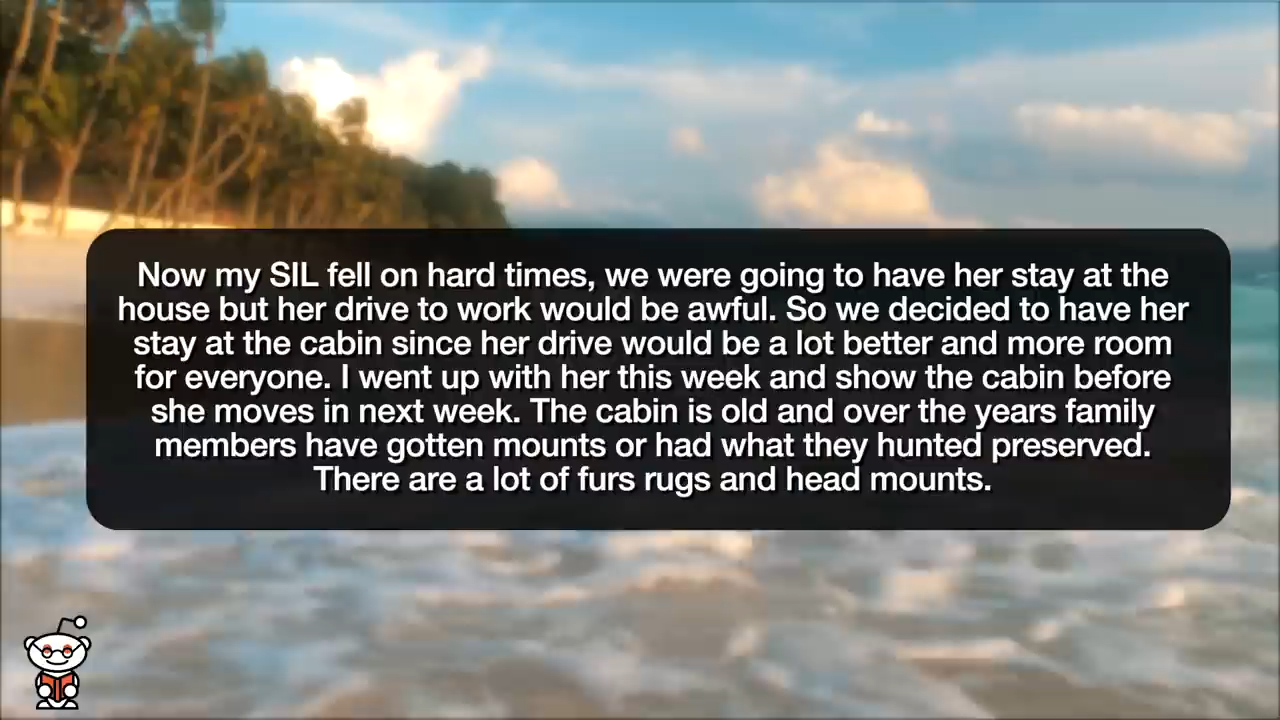 Now my SIL fell on hard times, we were going to have her stay at the
house but her drive to work would be awful. So we decided to have her
stay at the cabin since her drive would be a lot better and more room
for everyone. I went up with her this week and show the cabin before
she moves in next week. The cabin is old and over the years family
members have gotten mounts or had what they hunted preserved.
There are a lot of furs rugs and head mounts.